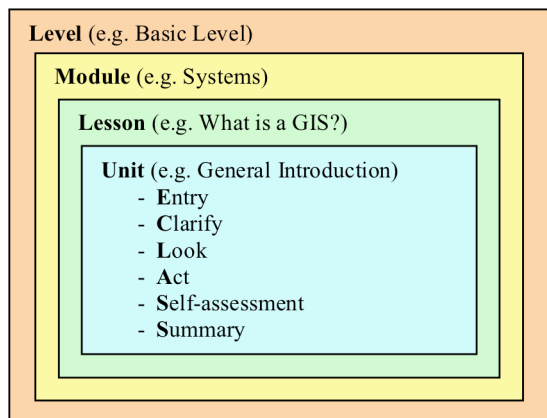 Level (e.g. Basic Level)
Module (e.g. Systems)
Lesson (e.g. What is a GIS?)
Unit (e.g. General Introduction)
- Entry
- Clarify
- Look
- Act
- Self-assessment
- Summary